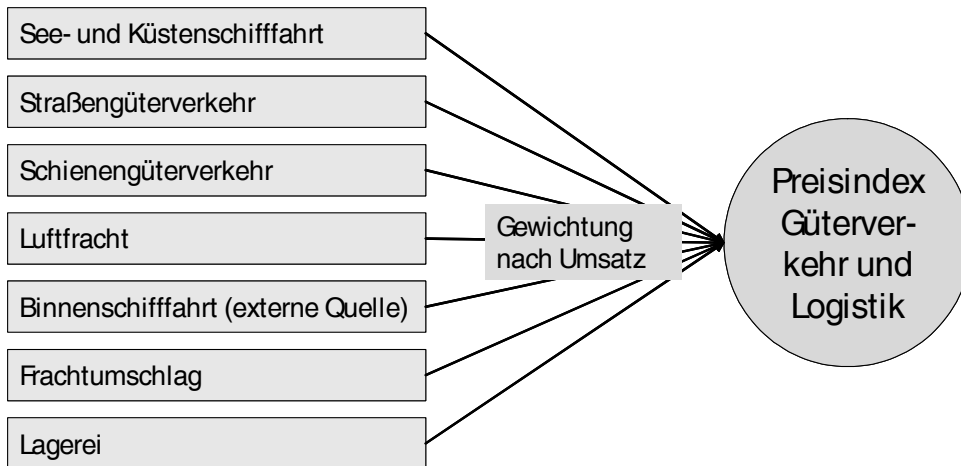 See- und Küstenschifffahrt
Straßengüterverkehr
Schienengüterverkehr
Luftfracht
Binnenschifffahrt (externe Quelle)
Frachtumschlag
Lagerei
Gewichtung
nach Umsatz
Preisindex
Güterver-
kehr und
Logistik